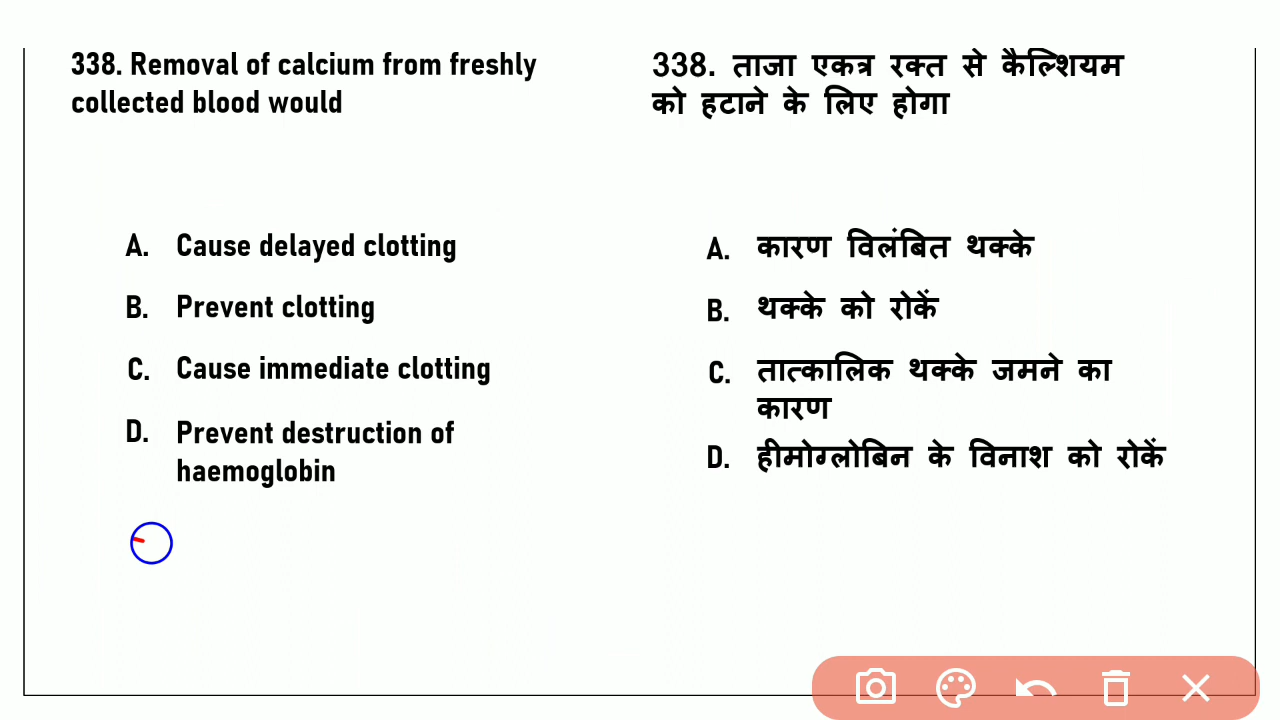 338. Removal of calcium from freshly
collected blood would
A. Cause delayed clotting
B. Prevent clotting
C. Cause immediate clotting
D. Prevent destruction of
haemoglobin
338. ताजा एकत्र रक्त से कैल्शियम
को हटाने के लिए होगा
A. कारण विलंबित थक्के
B. थक्के को रोकें
C. तात्कालिक थक्के जमने का
कारण
D. हीमोग्लोबिन के विनाश को रोकें